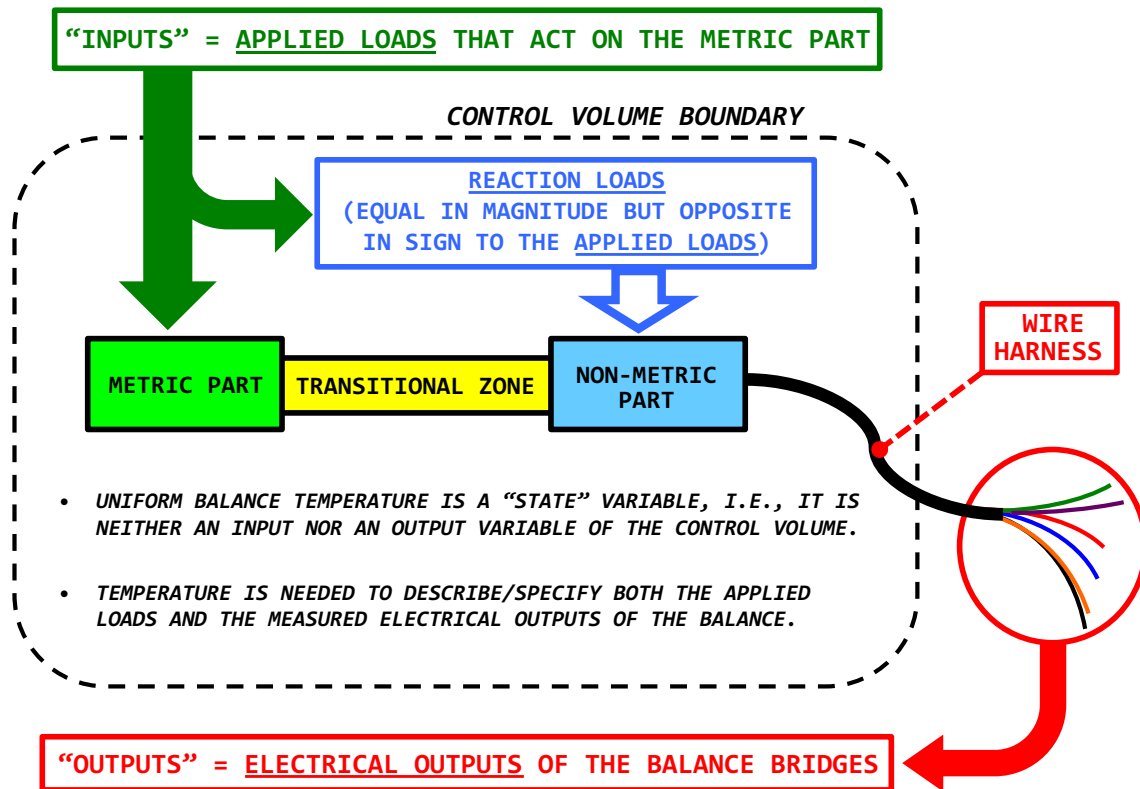 “INPUTS” = APPLIED LOADS THAT ACT ON THE METRIC PART
CONTROL VOLUME BOUNDARY
REACTION LOADS
(EQUAL IN MAGNITUDE BUT OPPOSITE
IN SIGN TO THE APPLIED LOADS)
WIRE
HARNESS
METRIC PART
TRANSITIONAL ZONE
NON-METRIC
PART
• UNIFORM BALANCE TEMPERATURE IS A “STATE” VARIABLE, I.E., IT IS
NEITHER AN INPUT NOR AN OUTPUT VARIABLE OF THE CONTROL VOLUME.
• TEMPERATURE IS NEEDED TO DESCRIBE/SPECIFY BOTH THE APPLIED
LOADS AND THE MEASURED ELECTRICAL OUTPUTS OF THE BALANCE.
“OUTPUTS” = ELECTRICAL OUTPUTS OF THE BALANCE BRIDGES